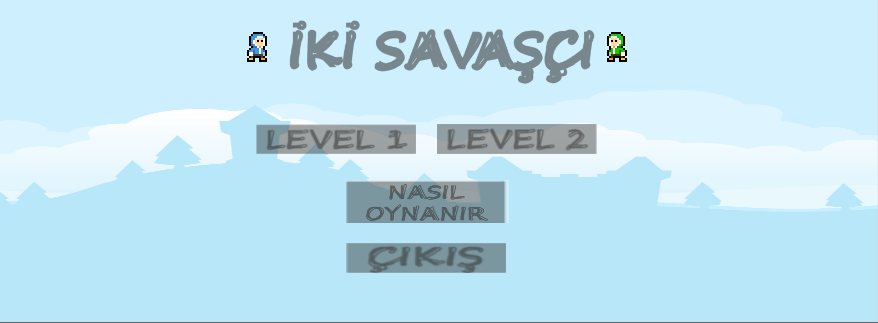 İKİ SAVAŞÇI
LEVEL 1
LEVEL 2
NASIL
OYNANIR
ÇIKIŞ